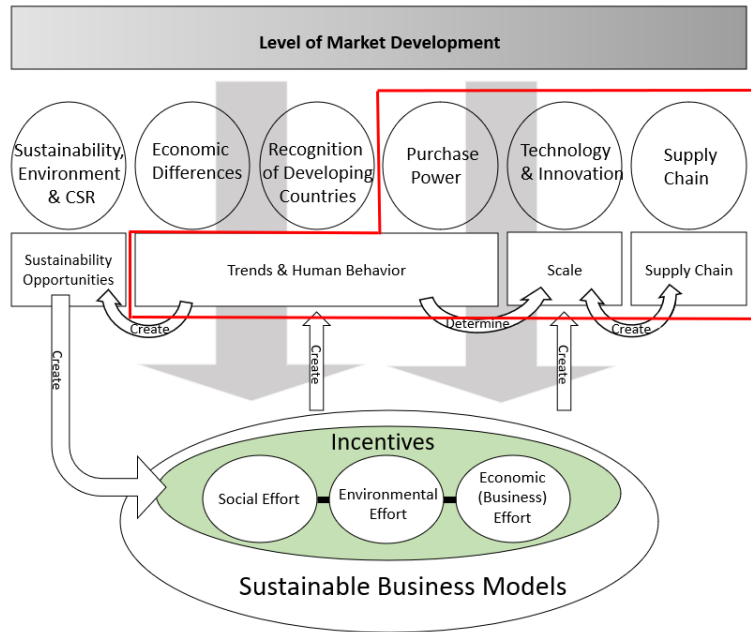 Level of Market Development
Sustainability,
Environment
& CSR
Economic
Differences
Recognition
of Developing
Countries
Purchase
Power
Technology
& Innovation
Supply
Chain
Sustainability
Opportunities
Trends & Human Behavior
Scale
Supply Chain
Create
Determine
Create
Create
Create
Create
Incentives
Social Effort
Environmental
Effort
Economic
(Business)
Effort
Sustainable Business Models